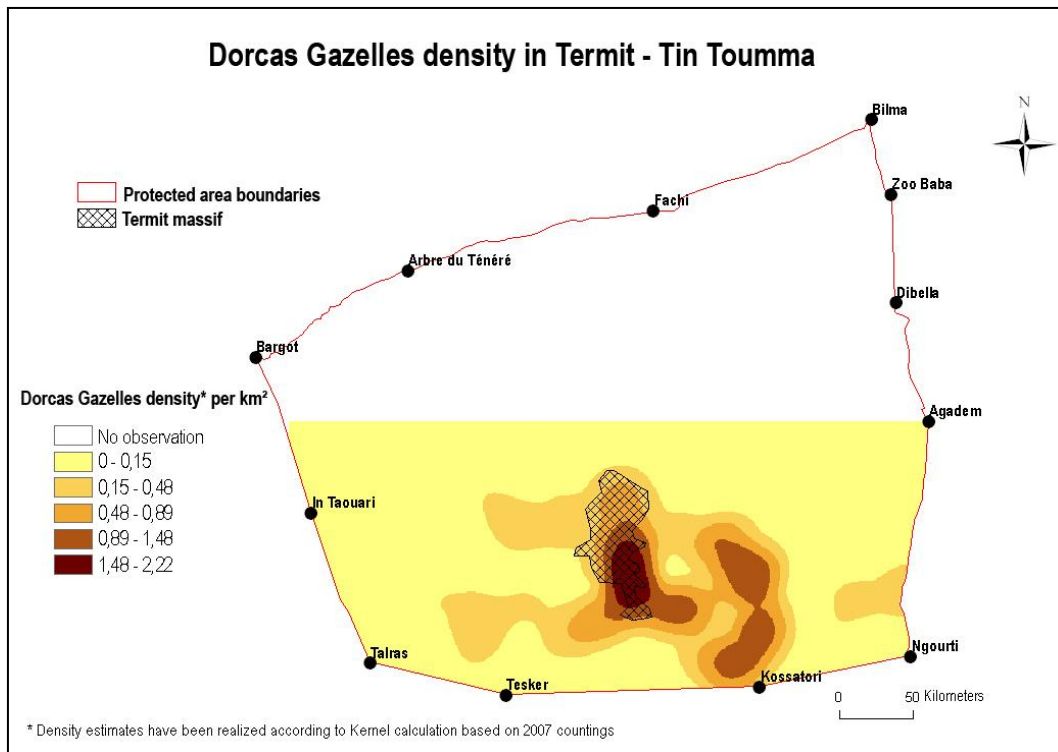 Dorcas Gazelles density in Termit - Tin Toumma
N
Bilma
Zoo Baba
Protected area boundaries
Termit massif
Fachi
Arbre du Ténéré
Dibella
Bargot
Dorcas Gazelles density* per km²
Agadem
No observation
0 - 0,15
0,15 - 0,48
0,48 - 0,89
0,89 - 1,48
1,48 - 2,22
In Taouari
Talras
Ngourti
Tesker
Kossatori
0 50 Kilometers
* Density estimates have been realized according to Kernel calculation based on 2007 countings